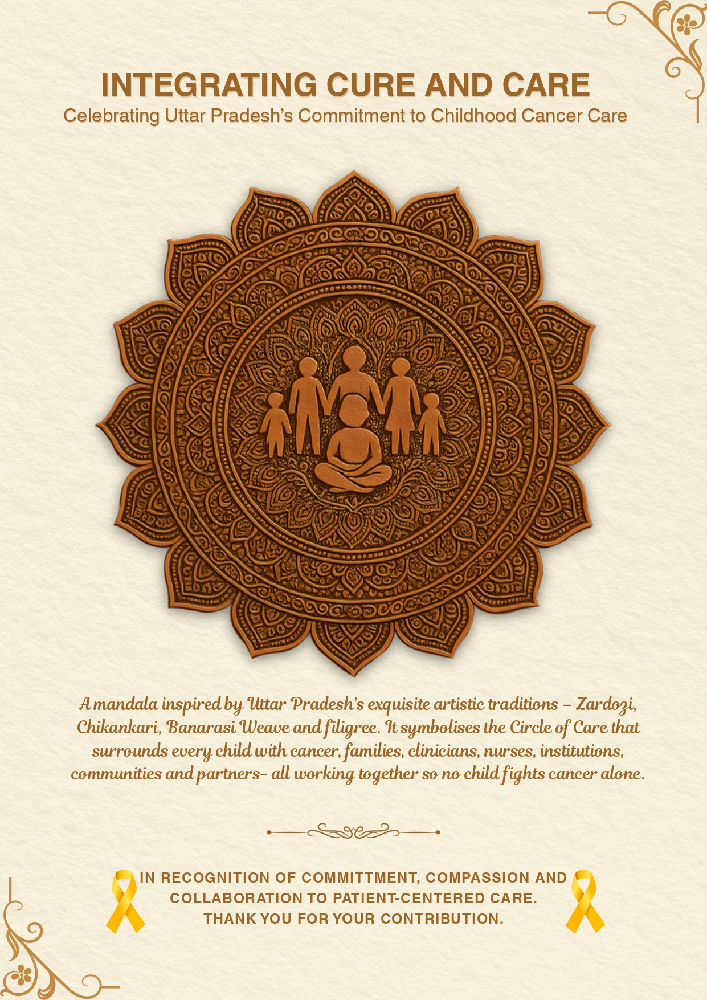 INTEGRATING CURE AND CARE
Celebrating Uttar Pradesh’s Commitment to Childhood Cancer Care
A mandala inspired by Uttar Pradesh’s exquisite artistic traditions – Zardozi,
Chikankari, Banarasi Weave and filigree. It symbolises the Circle of Care that
surrounds every child with cancer, families, clinicians, nurses, institutions,
communities and partners– all working together so no child fights cancer alone.
IN RECOGNITION OF COMMITTMENT, COMPASSION AND
COLLABORATION TO PATIENT-CENTERED CARE.
THANK YOU FOR YOUR CONTRIBUTION.